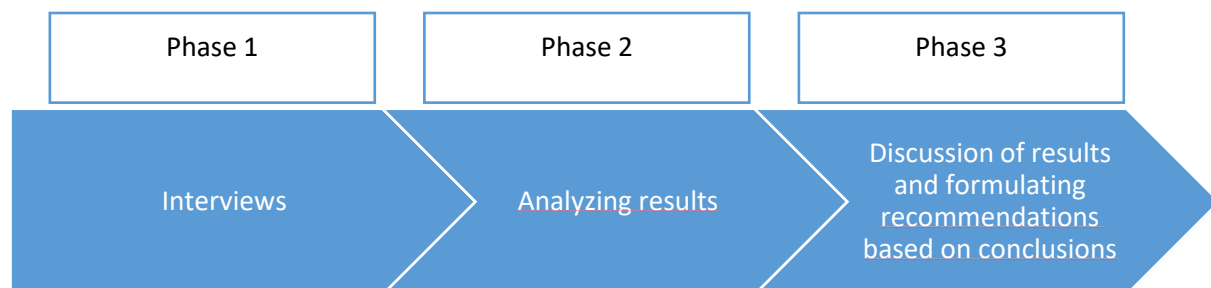 Phase 1
Phase 2
Phase 3
Interviews
Analyzing results
Discussion of results
and formulating
recommendations
based on conclusions